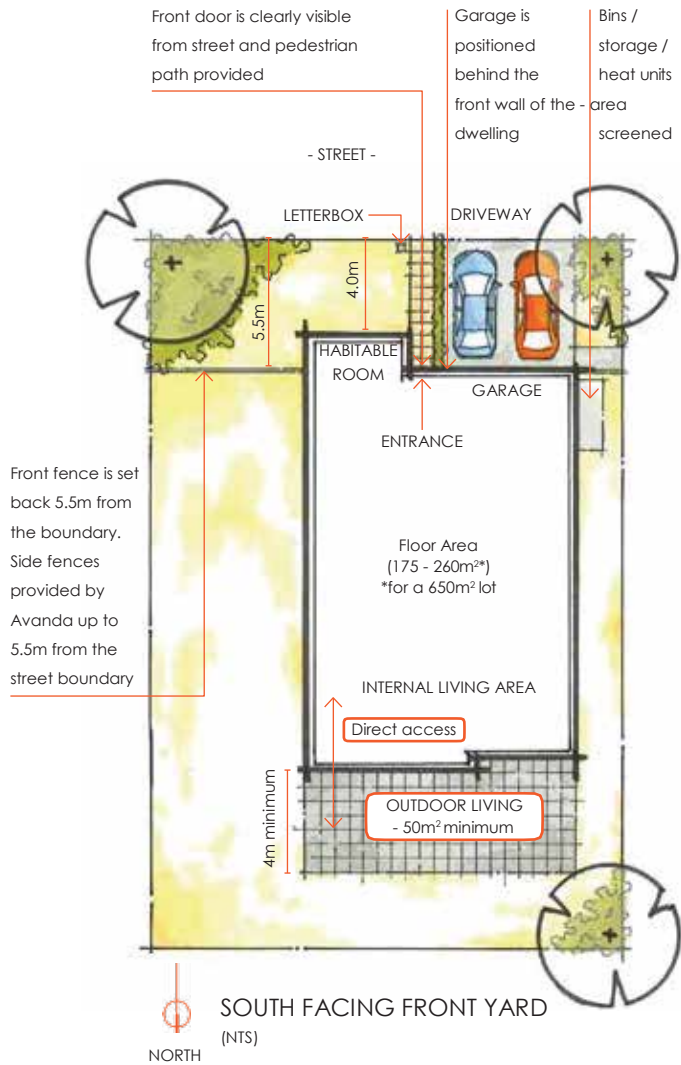 Front door is clearly visible
from street and pedestrian
path provided
Garage is
positioned
behind the
front wall of the -
dwelling
Bins /
storage /
heat units
area
screened
- STREET -
LETTERBOX
DRIVEWAY
5.5m
4.0m
HABITABLE
ROOM
GARAGE
ENTRANCE
Front fence is set
back 5.5m from
the boundary.
Side fences
provided by
Avanda up to
5.5m from the
street boundary
Floor Area
(175 - 260m²*)
*for a 650m² lot
INTERNAL LIVING AREA
Direct access
4m minimum
OUTDOOR LIVING
- 50m² minimum
SOUTH FACING FRONT YARD
(NTS)
NORTH